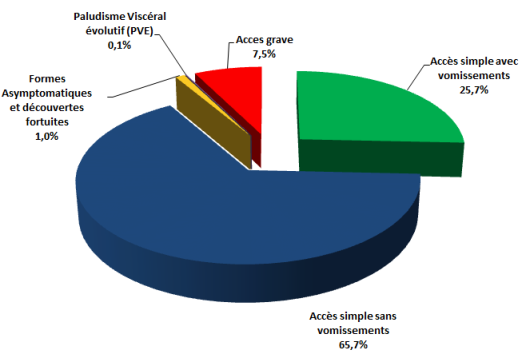 Paludisme Viscéral
évolutif (PVE)
0,1%
Acces grave
7,5%
Accès simple avec
vomissements
25,7%
Formes
Asymptomatiques
et découvertes
fortuites
1,0%
Accès simple sans
vomissements
65,7%